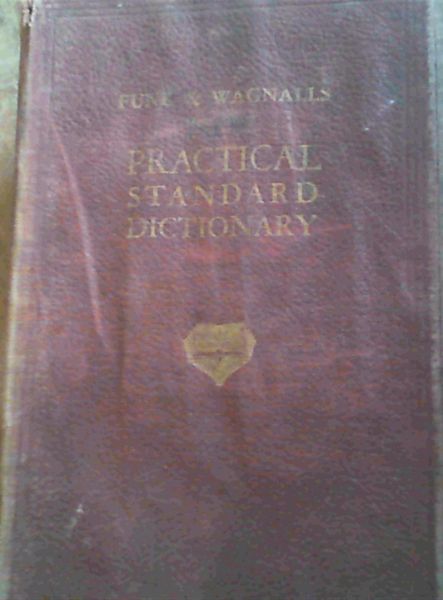 FUNK & WAGNALLS
PRACTICAL
STANDARD
DICTIONARY